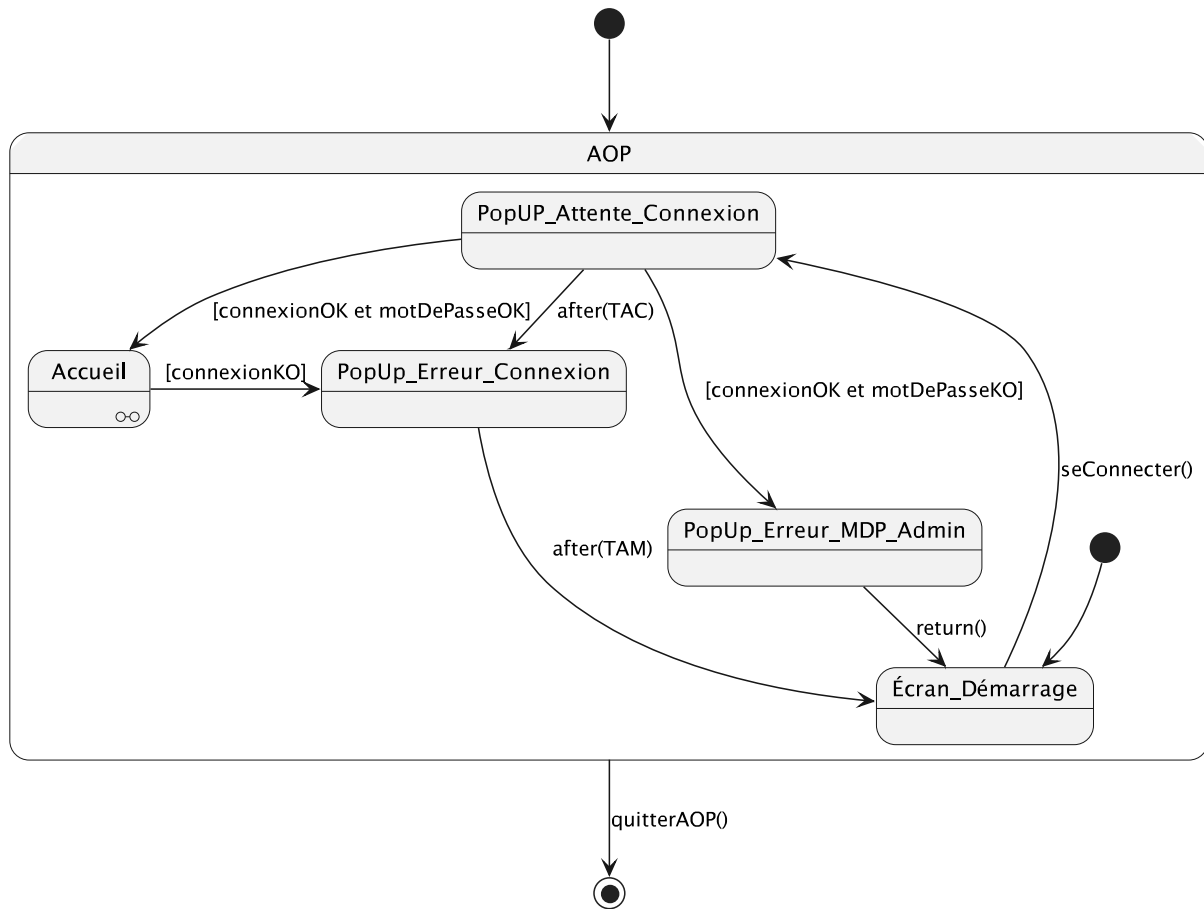 AOP
PopUP_Attente_Connexion
[connexionOK et motDePasseOK]
after(TAC)
Accueil
[connexionKO]
PopUp_Erreur_Connexion
[connexionOK et motDePasseKO]
seConnecter()
PopUp_Erreur_MDP_Admin
after(TAM)
return()
Écran_Démarrage
quitterAOP()